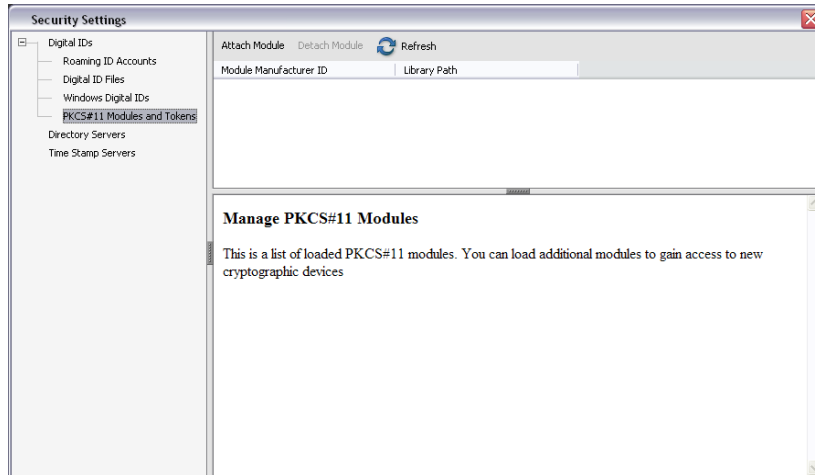 Security Settings
Digital IDs
Roaming ID Accounts
Digital ID Files
Windows Digital IDs
PKCS#11 Modules and Tokens
Directory Servers
Time Stamp Servers
Attach Module Detach Module Refresh
Module Manufacturer ID Library Path
Manage PKCS#11 Modules
This is a list of loaded PKCS#11 modules. You can load additional modules to gain access to new
cryptographic devices